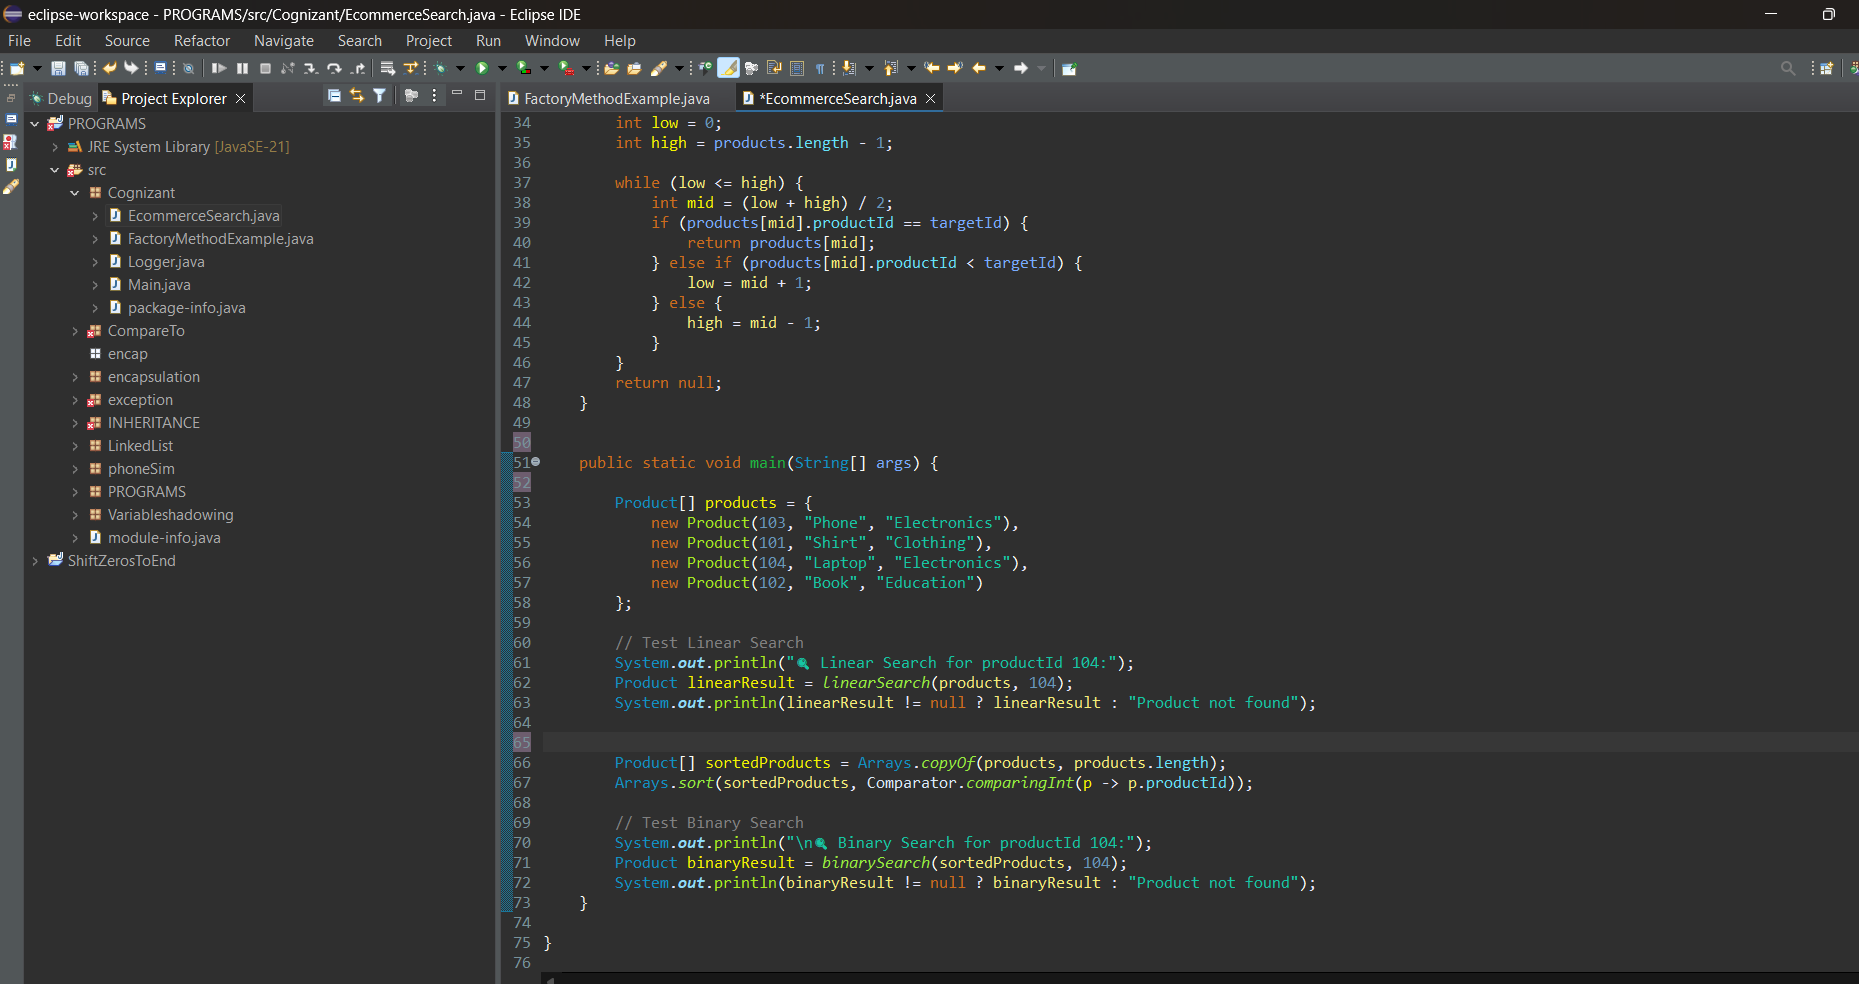 eclipse-workspace - PROGRAMS/src/Cognizant/EcommerceSearch.java - Eclipse IDE
File Edit Source Refactor Navigate Search Project Run Window Help
Debug Project Explorer
PROGRAMS
JRE System Library [JavaSE-21]
src
Cognizant
EcommerceSearch.java
FactoryMethodExample.java
Logger.java
Main.java
package-info.java
CompareTo
encap
encapsulation
exception
INHERITANCE
LinkedList
phoneSim
PROGRAMS
Variableshadowing
module-info.java
ShiftZerosToEnd
FactoryMethodExample.java *EcommerceSearch.java
34 int low = 0;
35 int high = products.length - 1;
36
37 while (low <= high) {
38 int mid = (low + high) / 2;
39 if (products[mid].productId == targetId) {
40 return products[mid];
41 } else if (products[mid].productId < targetId) {
42 low = mid + 1;
43 } else {
44 high = mid - 1;
45 }
46 }
47 return null;
48 }
49
50
51 public static void main(String[] args) {
52
53 Product[] products = {
54 new Product(103, "Phone", "Electronics"),
55 new Product(101, "Shirt", "Clothing"),
56 new Product(104, "Laptop", "Electronics"),
57 new Product(102, "Book", "Education")
58 };
59
60 // Test Linear Search
61 System.out.println("🔍 Linear Search for productId 104:");
62 Product linearResult = linearSearch(products, 104);
63 System.out.println(linearResult != null ? linearResult : "Product not found");
64
65
66 Product[] sortedProducts = Arrays.copyOf(products, products.length);
67 Arrays.sort(sortedProducts, Comparator.comparingInt(p -> p.productId));
68
69 // Test Binary Search
70 System.out.println("\n🔍 Binary Search for productId 104:");
71 Product binaryResult = binarySearch(sortedProducts, 104);
72 System.out.println(binaryResult != null ? binaryResult : "Product not found");
73 }
74
75 }
76